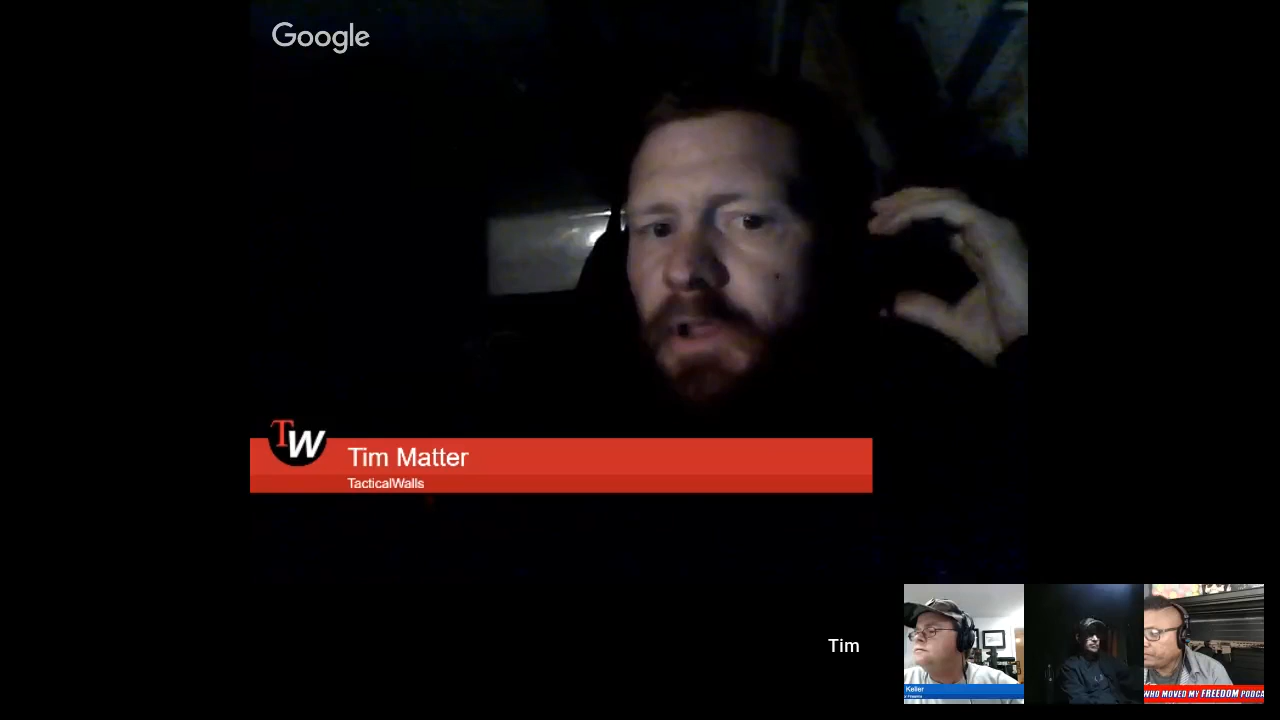 Google
TW
Tim Matter
TacticalWalls
Tim
Keller
WHO MOVED MY FREEDOM PODCA